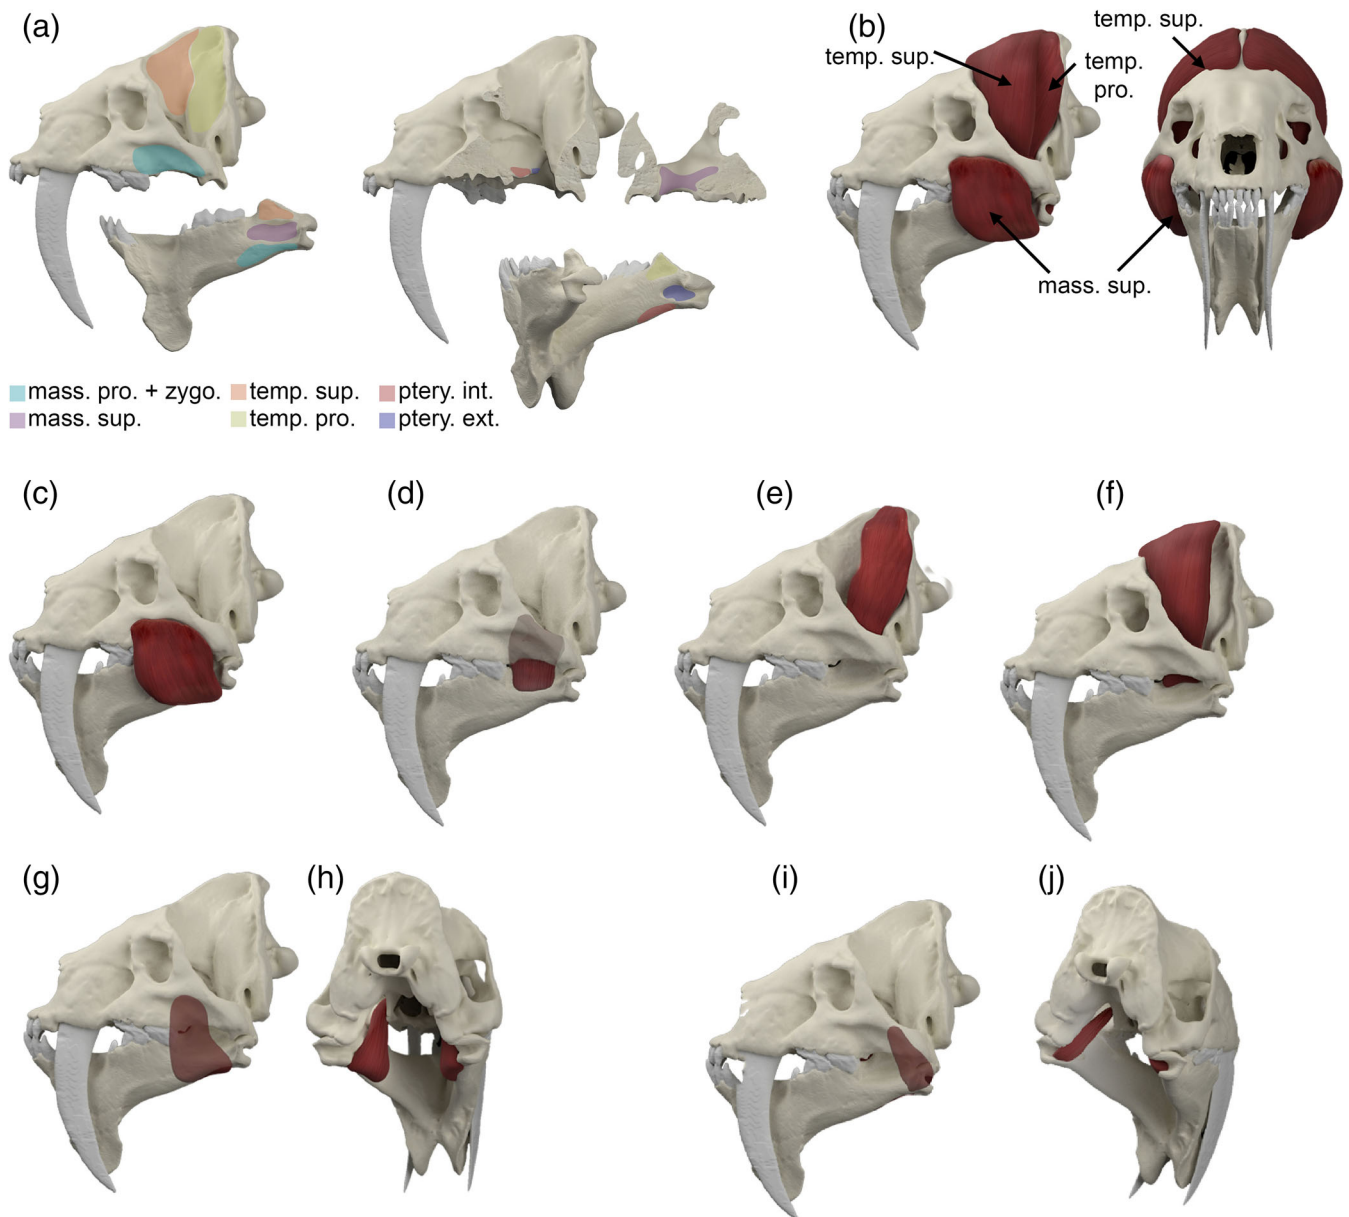 (a)
(b)
temp. sup.
temp. sup.
temp.
pro.
mass. sup.
mass. pro. + zygo.
temp. sup.
ptery. int.
mass. sup.
temp. pro.
ptery. ext.
(c)
(d)
(e)
(f)
(g)
(h)
(i)
(j)